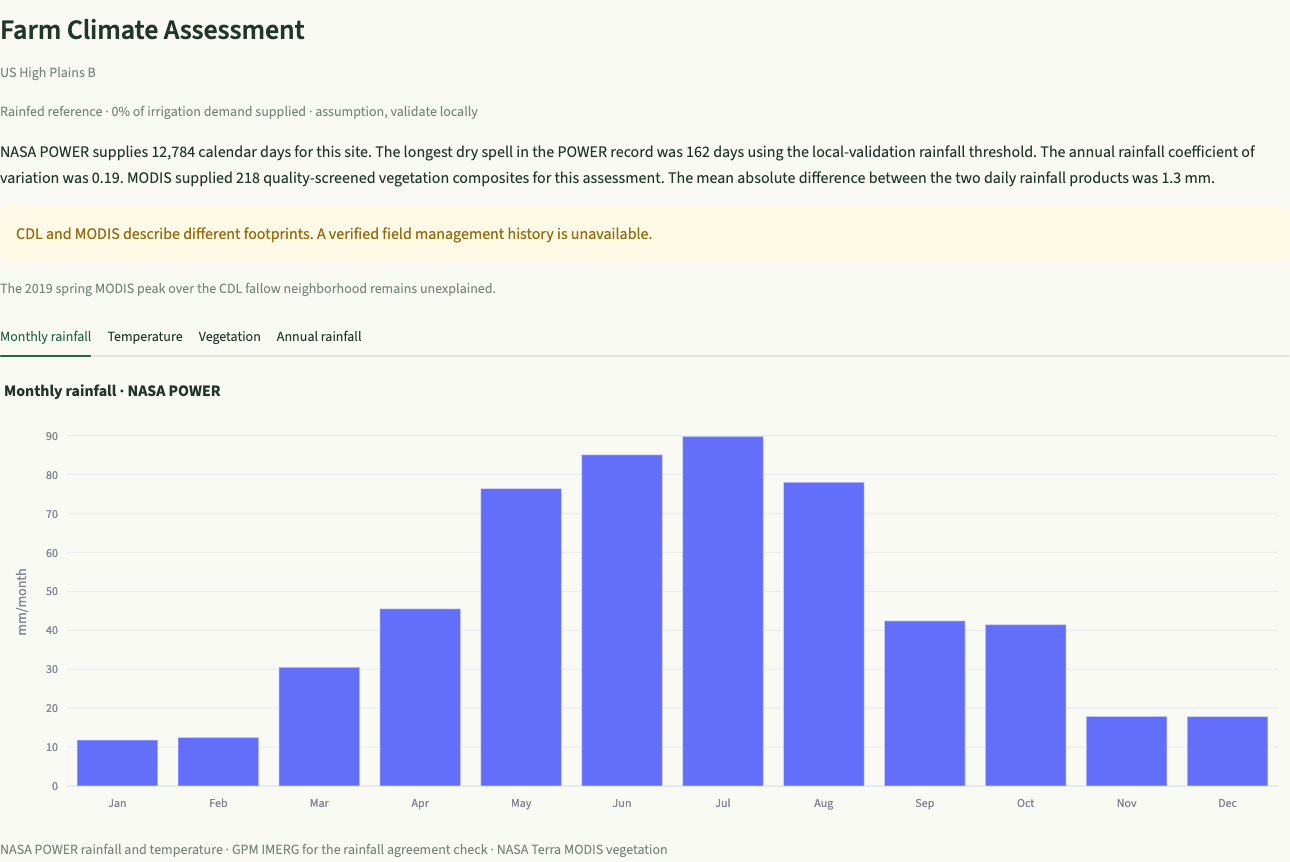 Farm Climate Assessment
US High Plains B
Rainfed reference · 0% of irrigation demand supplied · assumption, validate locally
NASA POWER supplies 12,784 calendar days for this site. The longest dry spell in the POWER record was 162 days using the local-validation rainfall threshold. The annual rainfall coefficient of
variation was 0.19. MODIS supplied 218 quality-screened vegetation composites for this assessment. The mean absolute difference between the two daily rainfall products was 1.3 mm.
CDL and MODIS describe different footprints. A verified field management history is unavailable.
The 2019 spring MODIS peak over the CDL fallow neighborhood remains unexplained.
Monthly rainfall Temperature Vegetation Annual rainfall
Monthly rainfall · NASA POWER
90
80
70
60
50
40
30
20
10
0
mm/month
Jan Feb Mar Apr May Jun Jul Aug Sep Oct Nov Dec
NASA POWER rainfall and temperature · GPM IMERG for the rainfall agreement check · NASA Terra MODIS vegetation